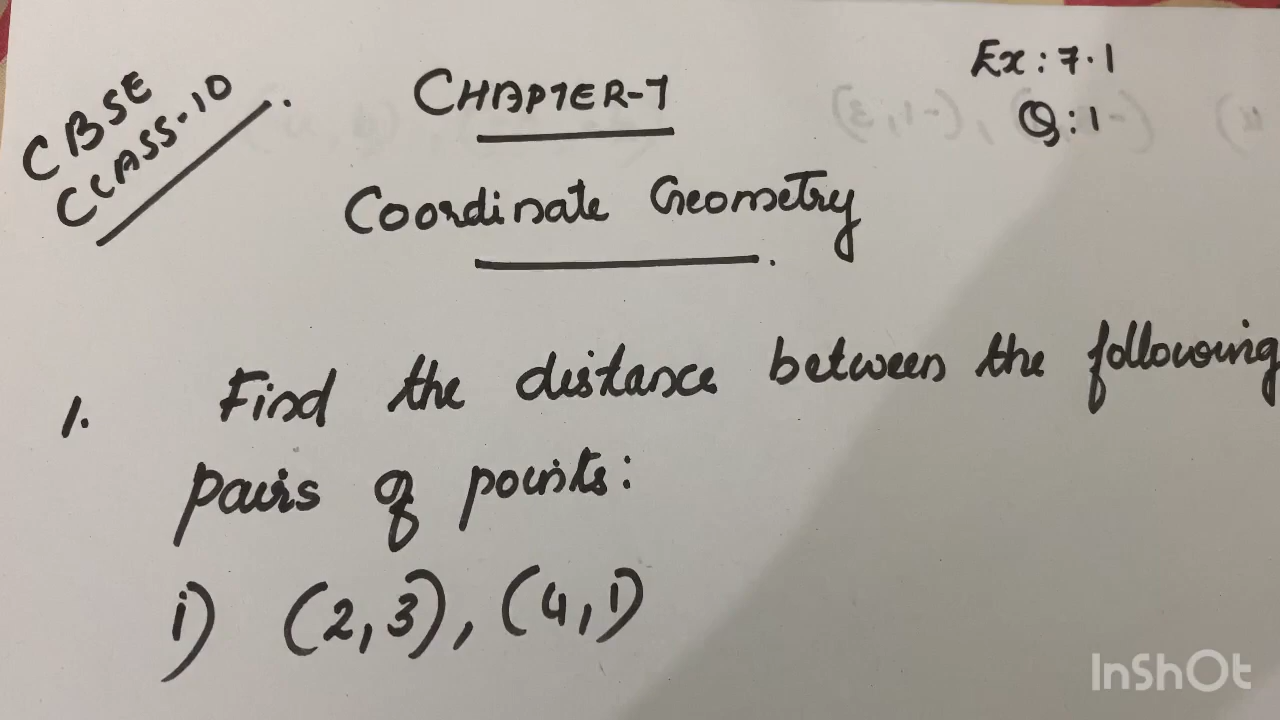 CBSE
CLASS-10.
CHAPTER-7
Ex: 7.1
Q:1
Coordinate Geometry
1. Find the distance between the following
pairs of points:
i) (2,3), (4,1)
InShOt